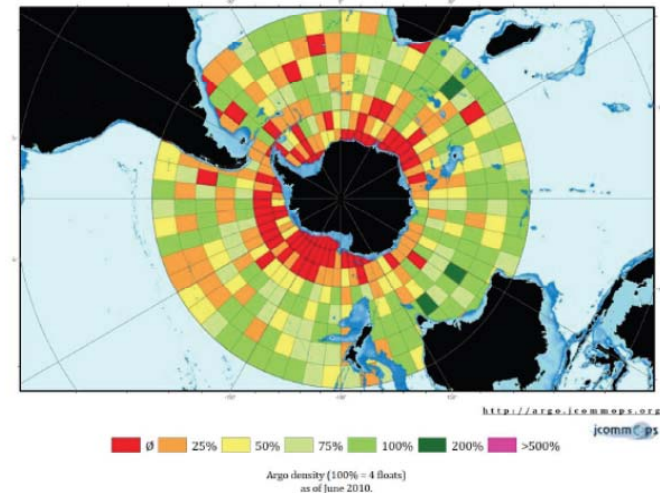 http://argo.jcommops.org
jcommops
Ø 25% 50% 75% 100% 200% >500%
Argo density (100% = 4 floats)
as of June 2010.